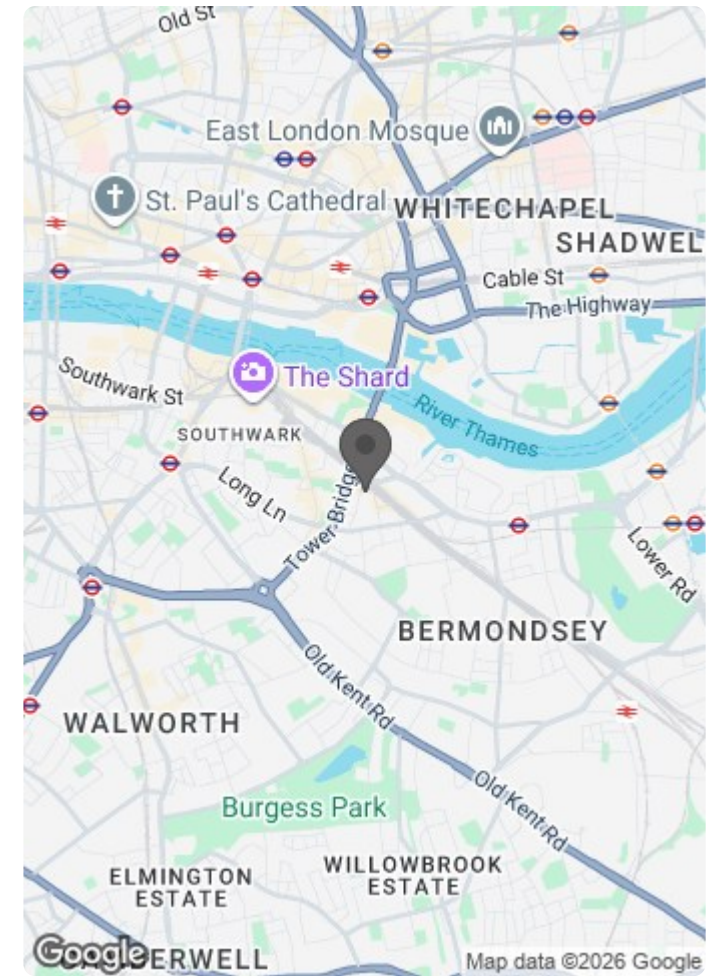 Old St
East London Mosque
St. Paul's Cathedral
WHITECHAPEL
SHADWEL
Cable St
The Highway
Southwark St
The Shard
River Thames
SOUTHWARK
Long Ln
Tower Bridge
Lower Rd
BERMONDSEY
Old Kent Rd
WALWORTH
Old Kent Rd
Burgess Park
ELMINGTON
ESTATE
WILLOWBROOK
ESTATE
Google
BERWELL
Map data ©2026 Google